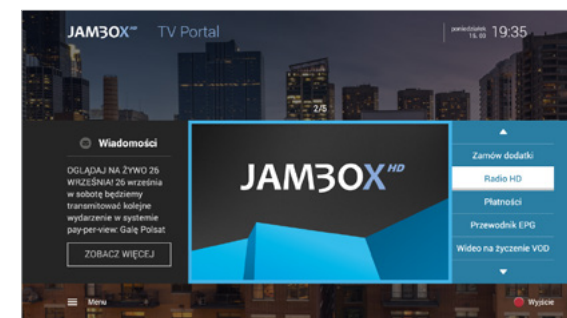 JAMBOX HD TV Portal
poniedziałek 19:35
2/5
Wiadomości
OGLĄDAJ NA ŻYWO 26
WRZEŚNIA! 26 września
w sobotę będziemy
transmitować kolejne
wydarzenie w systemie
pay-per-view: Galę Polsat
ZOBACZ WIĘCEJ
JAMBOX HD
Zamów dodatki
Radio HD
Płatności
Przewodnik EPG
Wideo na życzenie VOD
Menu
Wyjście